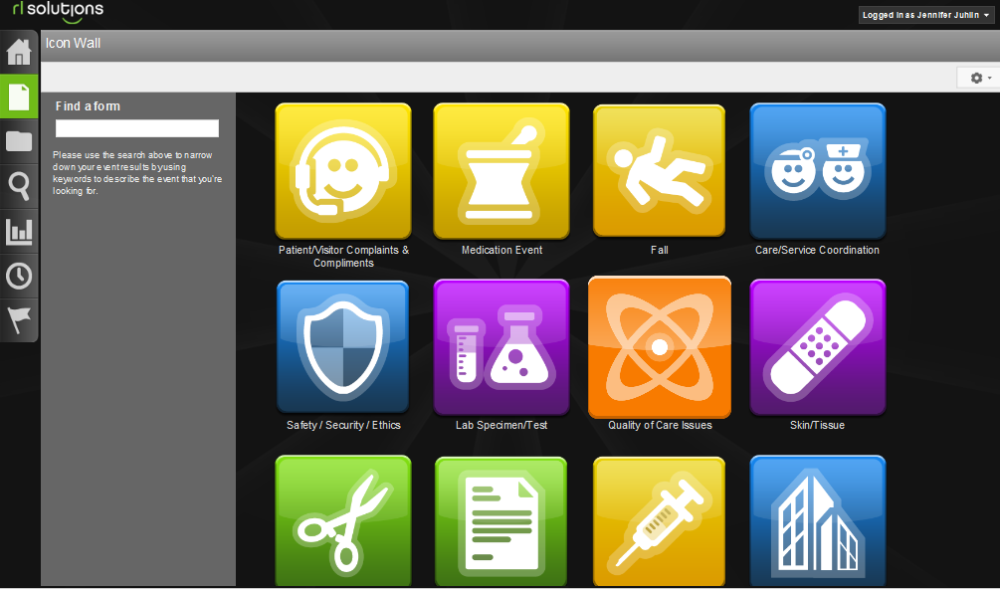 rl solutions
Logged in as Jennifer Juhlin
Icon Wall
Find a form
Please use the search above to narrow
down your event results by using
keywords to describe the event that you're
looking for.
Patient/Visitor Complaints &
Compliments
Medication Event
Fall
Care/Service Coordination
Safety / Security / Ethics
Lab Specimen/Test
Quality of Care Issues
Skin/Tissue